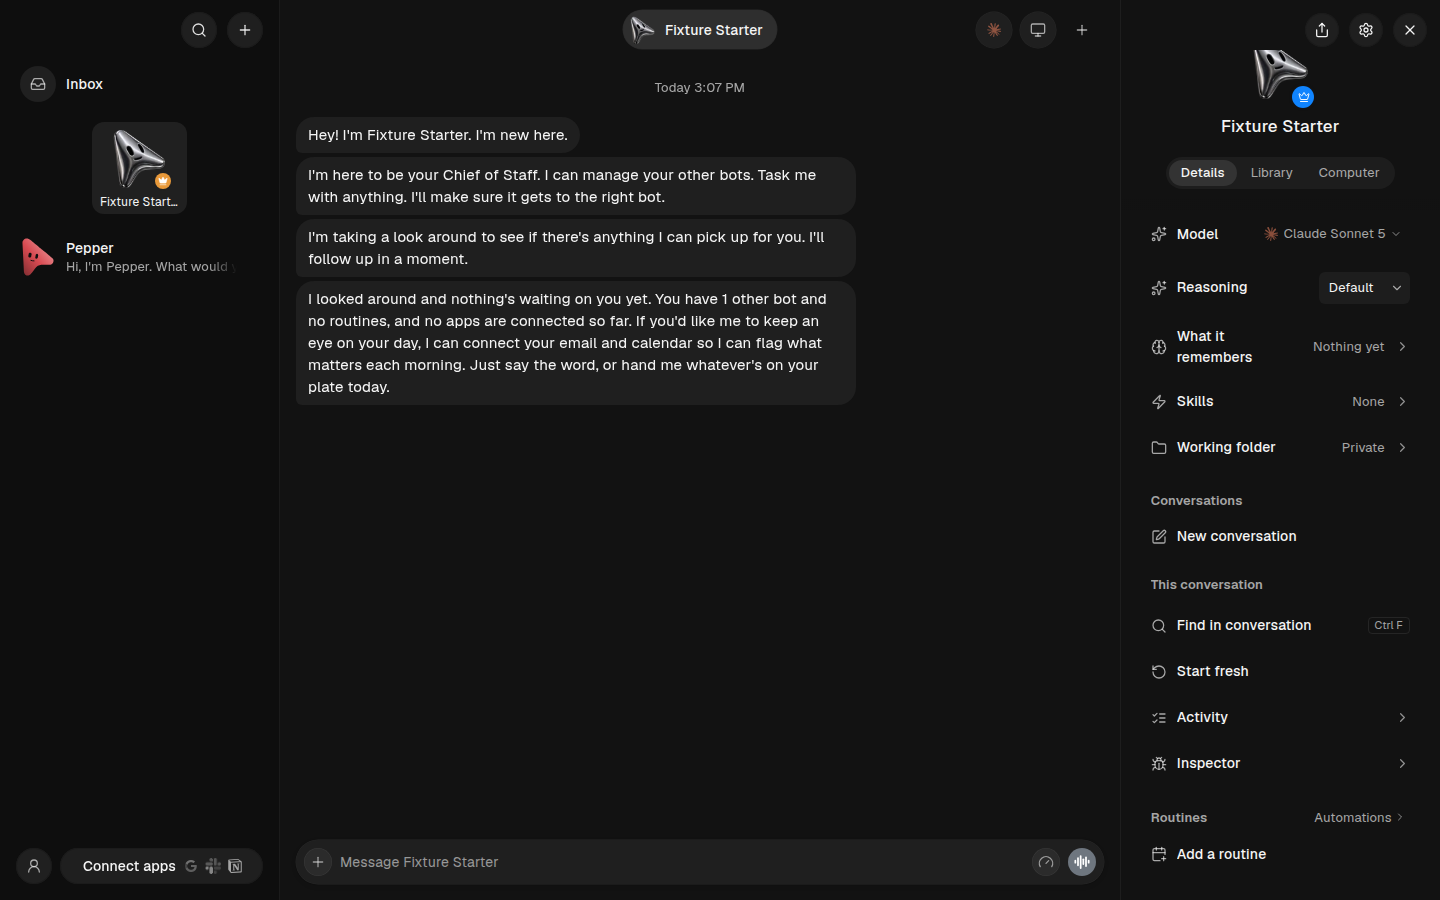 Inbox
Fixture Start...
Pepper
Hi, I'm Pepper. What would
Connect apps
Fixture Starter
Today 3:07 PM
Hey! I'm Fixture Starter. I'm new here.
I'm here to be your Chief of Staff. I can manage your other bots. Task me
with anything. I'll make sure it gets to the right bot.
I'm taking a look around to see if there's anything I can pick up for you. I'll
follow up in a moment.
I looked around and nothing's waiting on you yet. You have 1 other bot and
no routines, and no apps are connected so far. If you'd like me to keep an
eye on your day, I can connect your email and calendar so I can flag what
matters each morning. Just say the word, or hand me whatever's on your
plate today.
Message Fixture Starter
Fixture Starter
Details Library Computer
Model Claude Sonnet 5
Reasoning Default
What it
remembers Nothing yet
Skills None
Working folder Private
Conversations
New conversation
This conversation
Find in conversation Ctrl F
Start fresh
Activity
Inspector
Routines Automations
Add a routine